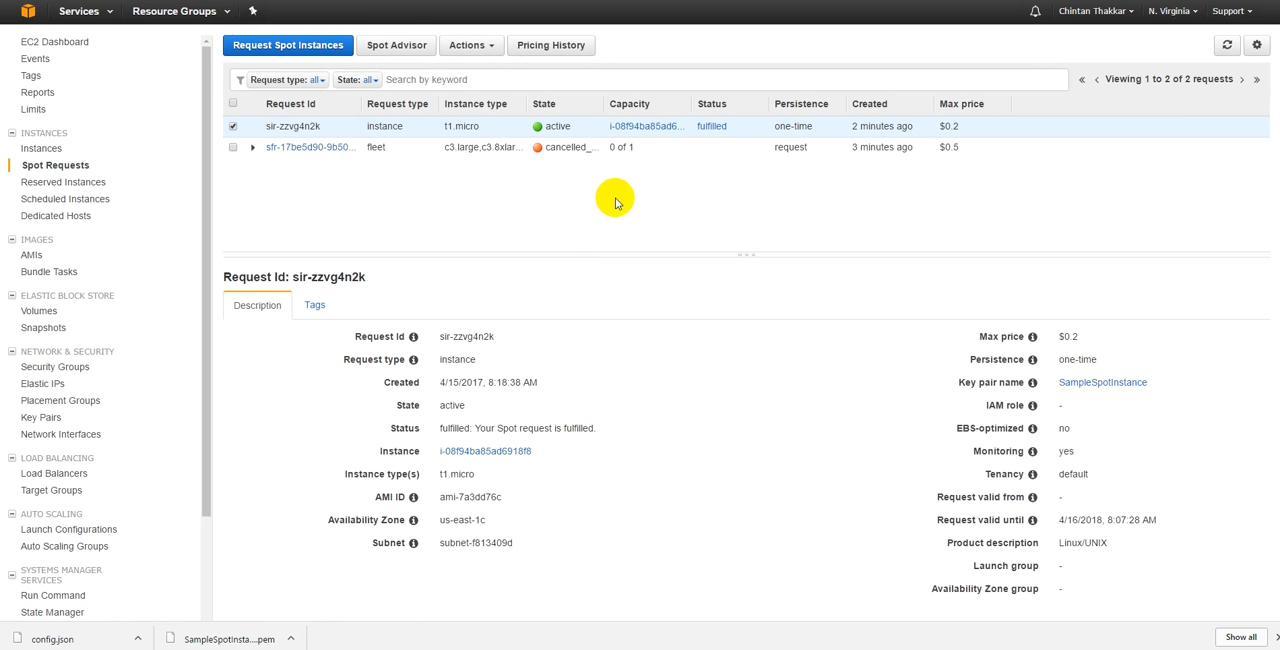 Services Resource Groups Chintan Thakkar N. Virginia Support
EC2 Dashboard
Events
Tags
Reports
Limits
INSTANCES
Instances
Spot Requests
Reserved Instances
Scheduled Instances
Dedicated Hosts
IMAGES
AMIs
Bundle Tasks
ELASTIC BLOCK STORE
Volumes
Snapshots
NETWORK & SECURITY
Security Groups
Elastic IPs
Placement Groups
Key Pairs
Network Interfaces
LOAD BALANCING
Load Balancers
Target Groups
AUTO SCALING
Launch Configurations
Auto Scaling Groups
SYSTEMS MANAGER
SERVICES
Run Command
State Manager
Request Spot Instances Spot Advisor Actions Pricing History
Request type: all State: all Search by keyword « ‹ Viewing 1 to 2 of 2 requests › »
Request Id Request type Instance type State Capacity Status Persistence Created Max price
sir-zzvg4n2k instance t1.micro active i-08f94ba85ad6... fulfilled one-time 2 minutes ago $0.2
sfr-17be5d90-9b50... fleet c3.large,c3.8xlar... cancelled_... 0 of 1 request 3 minutes ago $0.5
Request Id: sir-zzvg4n2k
Description Tags
Request Id sir-zzvg4n2k Max price $0.2
Request type instance Persistence one-time
Created 4/15/2017, 8:18:38 AM Key pair name SampleSpotInstance
State active IAM role -
Status fulfilled: Your Spot request is fulfilled. EBS-optimized no
Instance i-08f94ba85ad6918f8 Monitoring yes
Instance type(s) t1.micro Tenancy default
AMI ID ami-7a3dd76c Request valid from -
Availability Zone us-east-1c Request valid until 4/16/2018, 8:07:28 AM
Subnet subnet-f813409d Product description Linux/UNIX
Launch group -
Availability Zone group -
config.json SampleSpotInsta....pem Show all